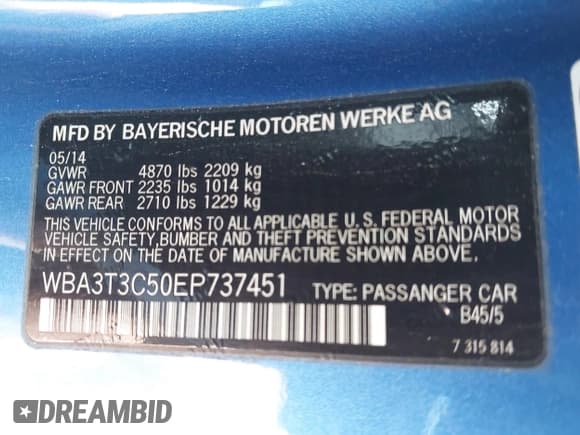 MFD BY BAYERISCHE MOTOREN WERKE AG
05/14
GVWR 4870 lbs 2209 kg
GAWR FRONT 2235 lbs 1014 kg
GAWR REAR 2710 lbs 1229 kg
THIS VEHICLE CONFORMS TO ALL APPLICABLE U. S. FEDERAL MOTOR
VEHICLE SAFETY, BUMPER AND THEFT PREVENTION STANDARDS
IN EFFECT ON THE DATE OF MANUFACTURE SHOWN ABOVE.
WBA3T3C50EP737451 TYPE: PASSANGER CAR
B45/5
7 315 814
DREAMBID